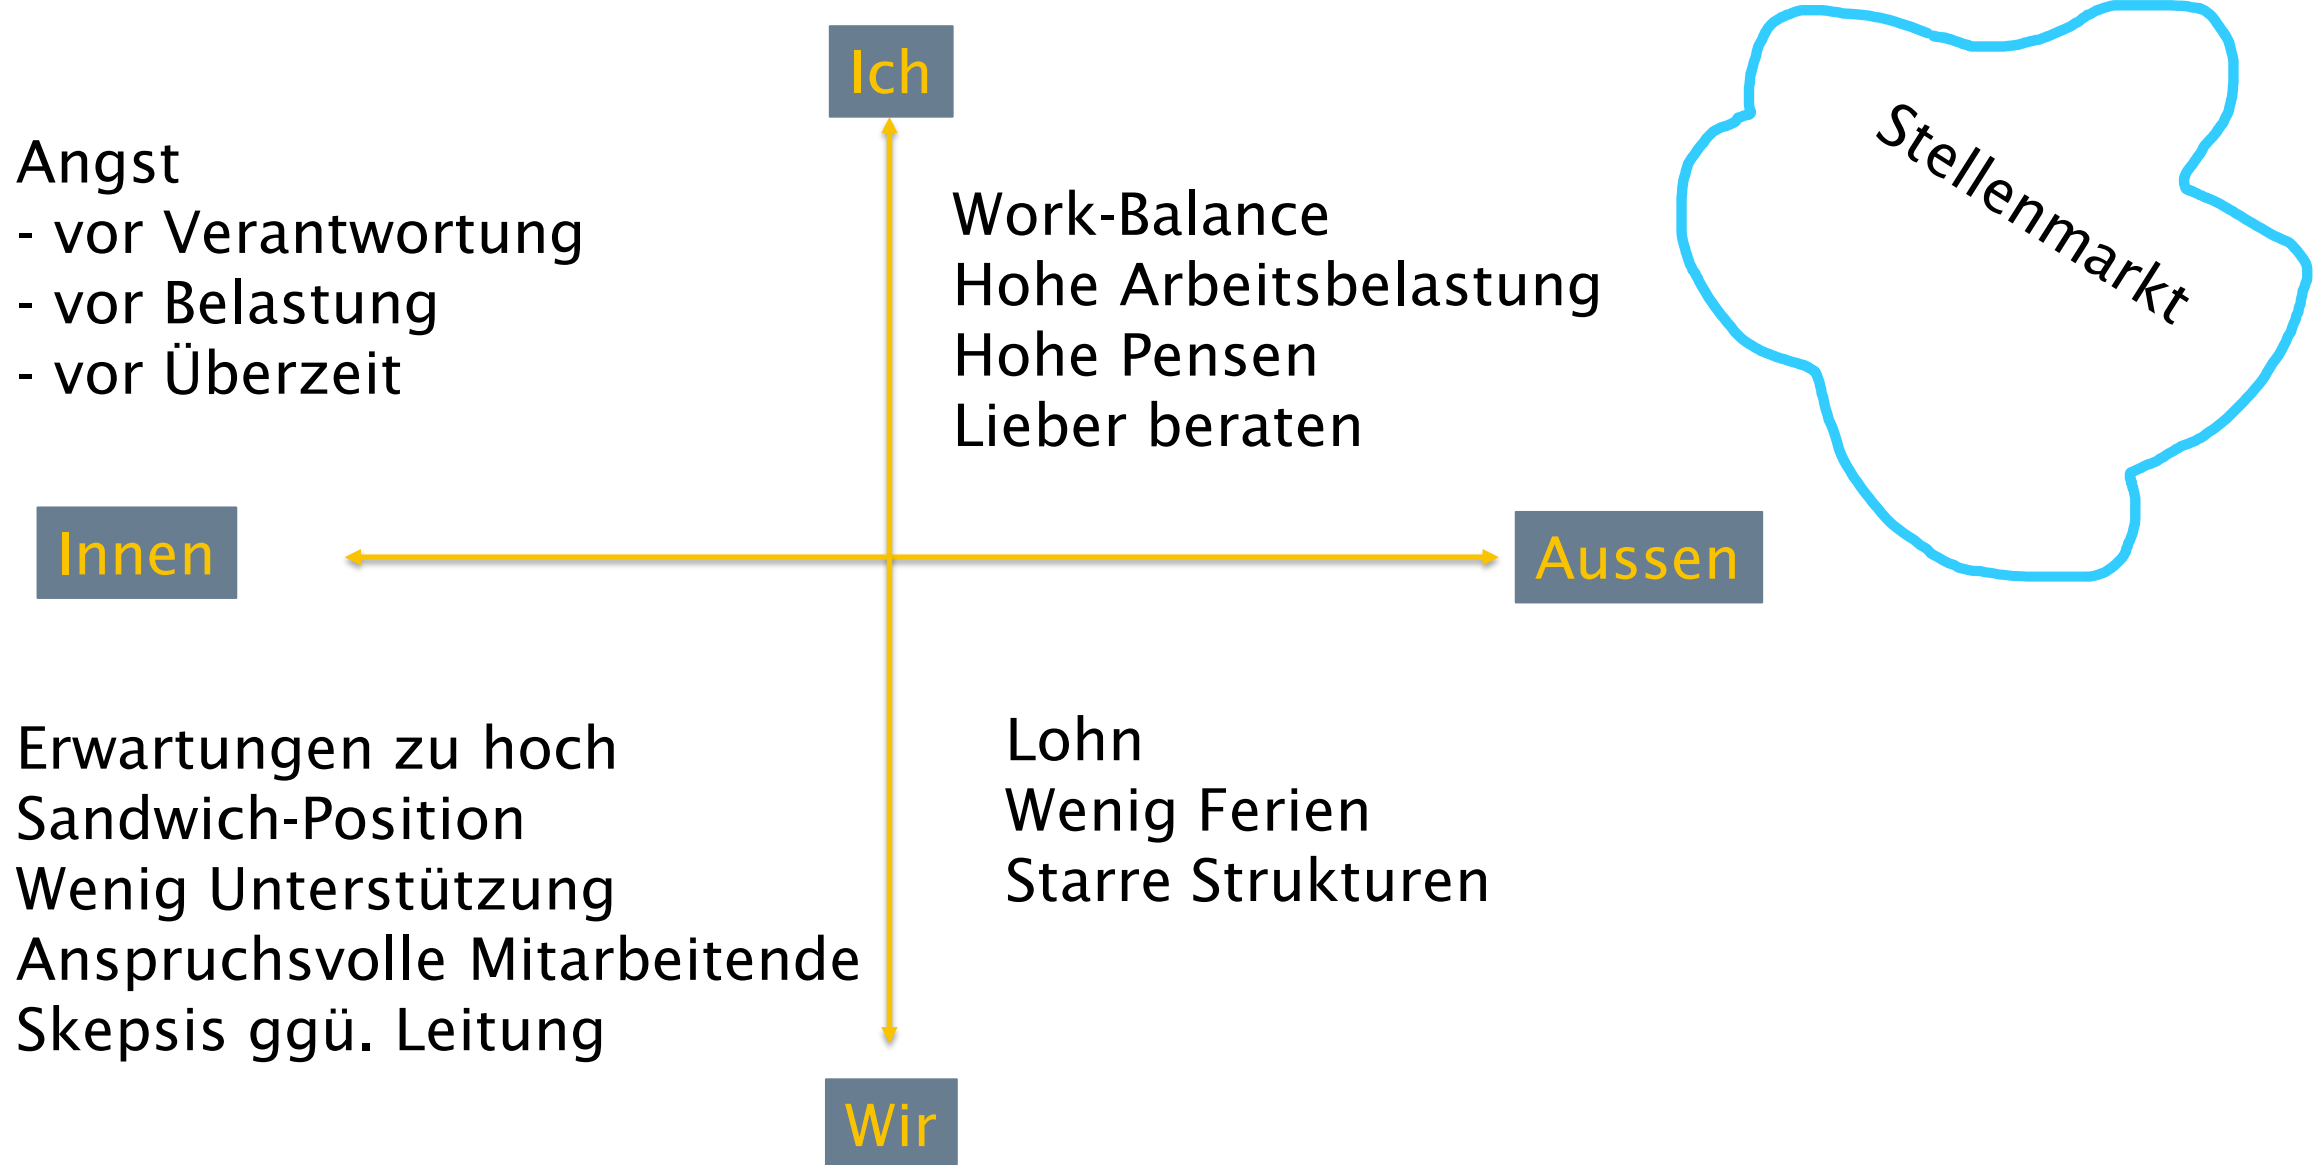 Ich
Stellenmarkt
Angst
- vor Verantwortung
- vor Belastung
- vor Überzeit
Work-Balance
Hohe Arbeitsbelastung
Hohe Pensen
Lieber beraten
Innen
Aussen
Erwartungen zu hoch
Sandwich-Position
Wenig Unterstützung
Anspruchsvolle Mitarbeitende
Skepsis ggü. Leitung
Lohn
Wenig Ferien
Starre Strukturen
Wir